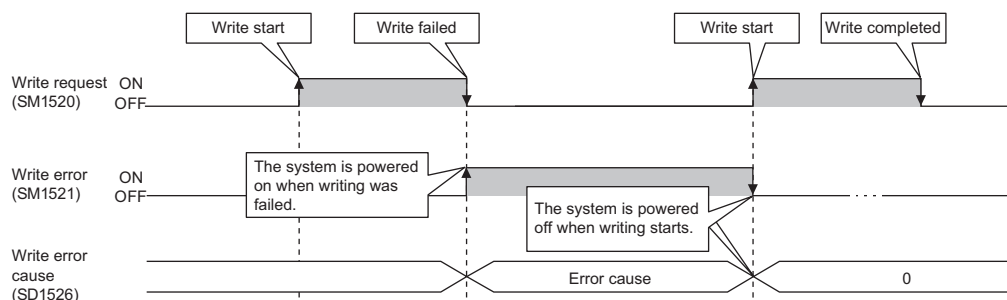 Write start
Write failed
Write start
Write completed
Write request
(SM1520)
ON
OFF
Write error
(SM1521)
ON
OFF
The system is powered
on when writing was
failed.
The system is powered
off when writing starts.
Write error
cause
(SD1526)
Error cause
0